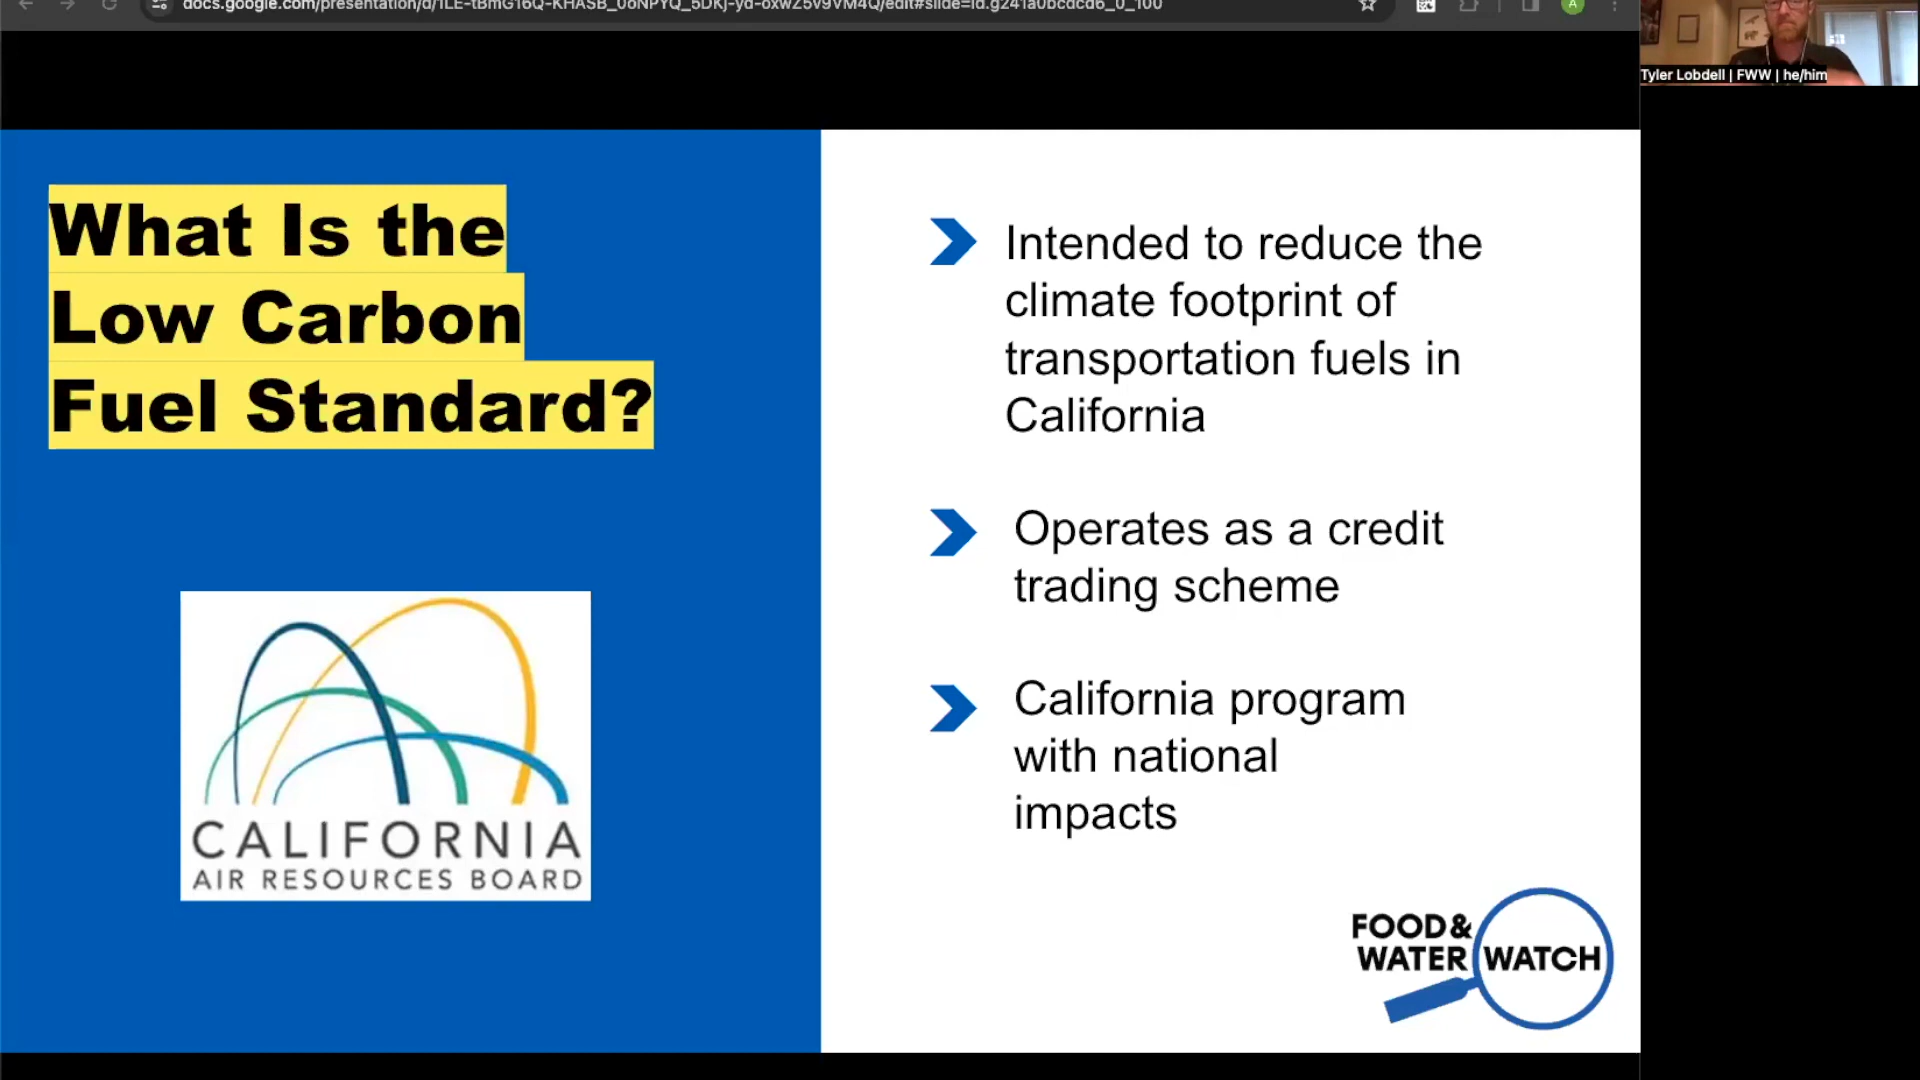 Tyler Lobdell | FWW | he/him
What Is the
Low Carbon
Fuel Standard?
CALIFORNIA
AIR RESOURCES BOARD
Intended to reduce the
climate footprint of
transportation fuels in
California
Operates as a credit
trading scheme
California program
with national
impacts
FOOD &
WATER WATCH
A